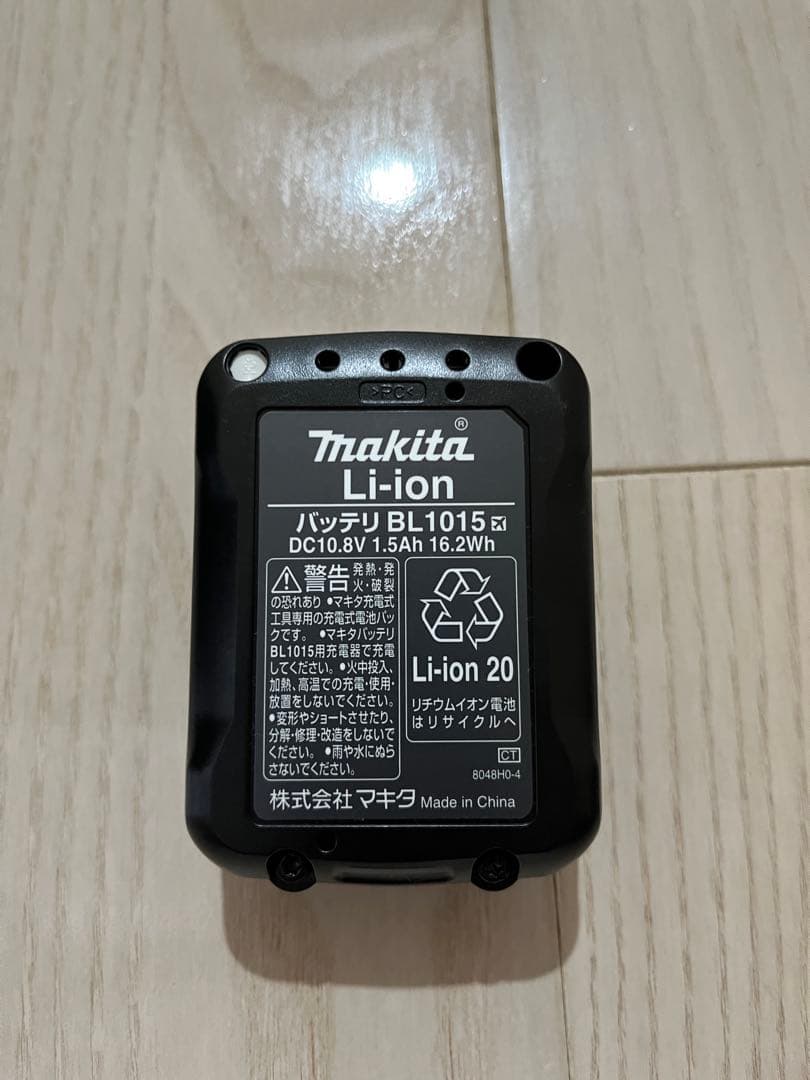 >PC<
makita®
Li-ion
バッテリ BL1015
DC10.8V 1.5Ah 16.2Wh
警告 発熱・発
火・破裂
の恐れあり •マキタ充電式
工具専用の充電式電池パッ
クです。 •マキタバッテリ
BL1015用充電器で充電
してください。•火中投入、
加熱、高温での充電・使用・
放置をしないでください。
•変形やショートさせたり、
分解・修理・改造をしないで
ください。 •雨や水にぬら
さないでください。
Li-ion 20
リチウムイオン電池
はリサイクルへ
CT
8048H0-4
株式会社マキタ Made in China